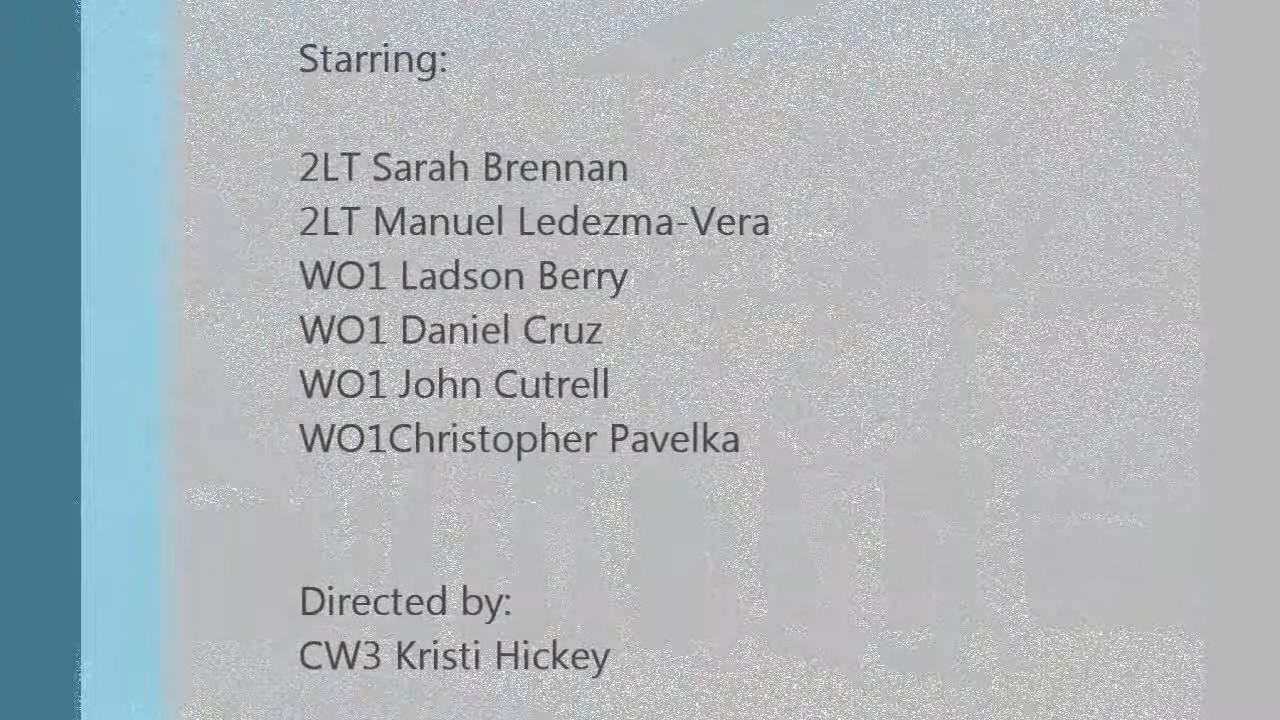 Starring:
2LT Sarah Brennan
2LT Manuel Ledezma-Vera
WO1 Ladson Berry
WO1 Daniel Cruz
WO1 John Cutrell
WO1Christopher Pavelka
Directed by:
CW3 Kristi Hickey